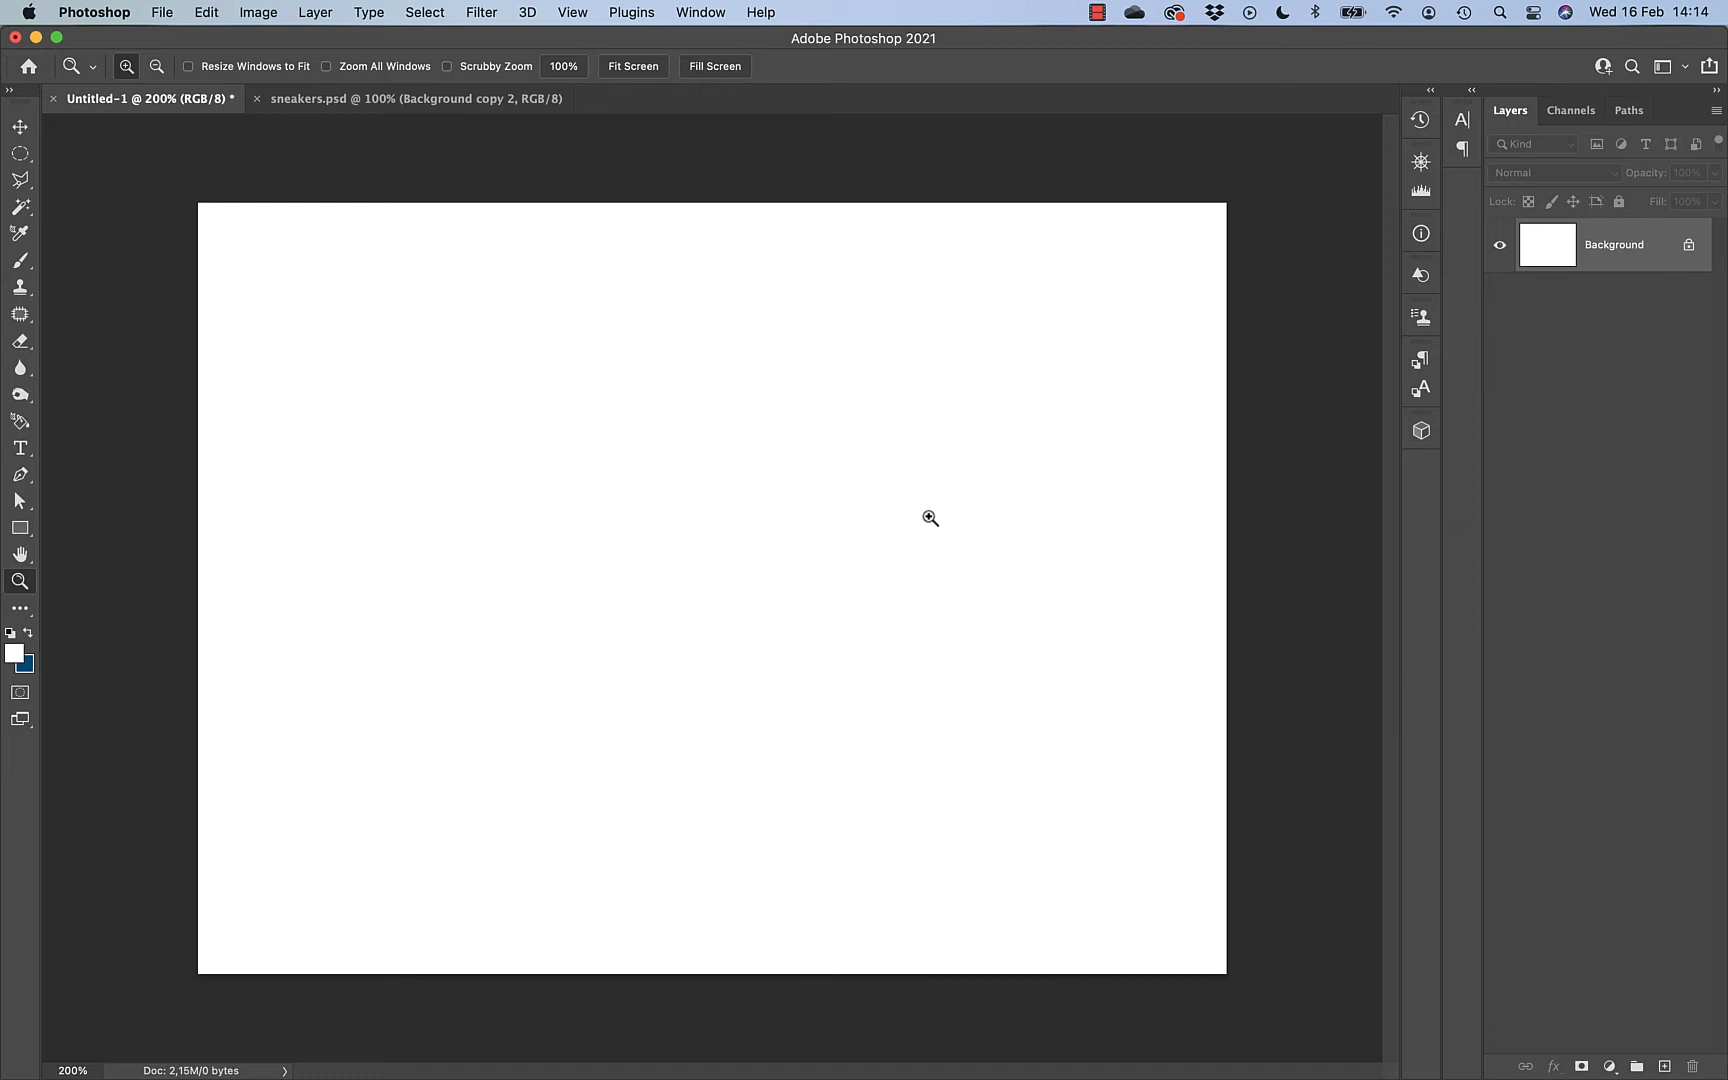 Photoshop File Edit Image Layer Type Select Filter 3D View Plugins Window Help Wed 16 Feb 14:14
Adobe Photoshop 2021
Resize Windows to Fit Zoom All Windows Scrubby Zoom 100% Fit Screen Fill Screen
Untitled-1 @ 200% (RGB/8) * sneakers.psd @ 100% (Background copy 2, RGB/8)
Layers Channels Paths
Kind
Normal Opacity: 100%
Lock: Fill: 100%
Background
200% Doc: 2,15M/0 bytes